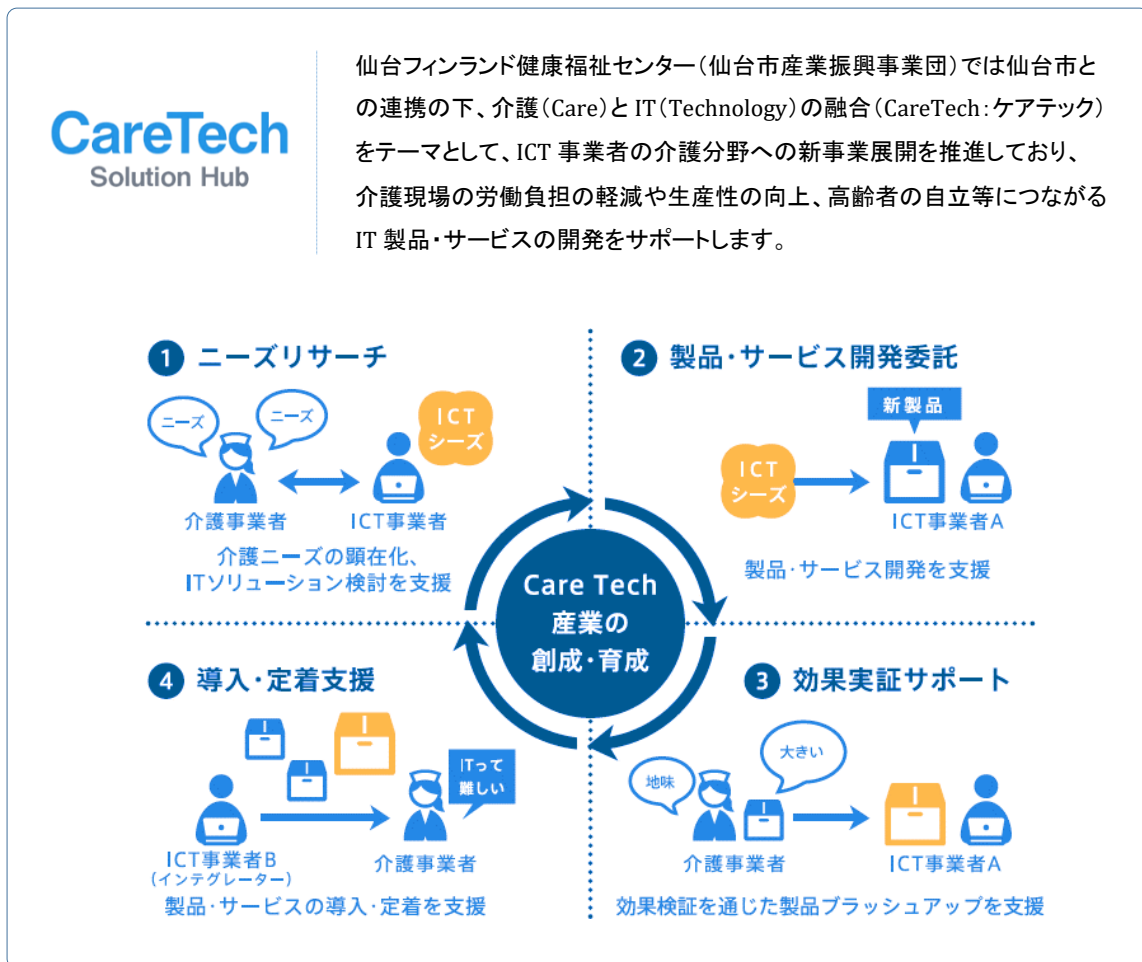 CareTech
Solution Hub
仙台フィンランド健康福祉センター（仙台市産業振興事業団）では仙台市と
の連携の下、介護（Care）と IT（Technology）の融合（CareTech：ケアテック）
をテーマとして、ICT 事業者の介護分野への新事業展開を推進しており、
介護現場の労働負担の軽減や生産性の向上、高齢者の自立等につながる
IT 製品・サービスの開発をサポートします。
1 ニーズリサーチ
ニーズ
ニーズ
ICT
シーズ
介護事業者
ICT事業者
介護ニーズの顕在化、
ITソリューション検討を支援
2 製品・サービス開発委託
新製品
ICT
シーズ
ICT事業者A
製品・サービス開発を支援
Care Tech
産業の
創成・育成
3 効果実証サポート
大きい
地味
介護事業者
ICT事業者A
効果検証を通じた製品ブラッシュアップを支援
4 導入・定着支援
ITって
難しい
ICT事業者B
（インテグレーター）
介護事業者
製品・サービスの導入・定着を支援